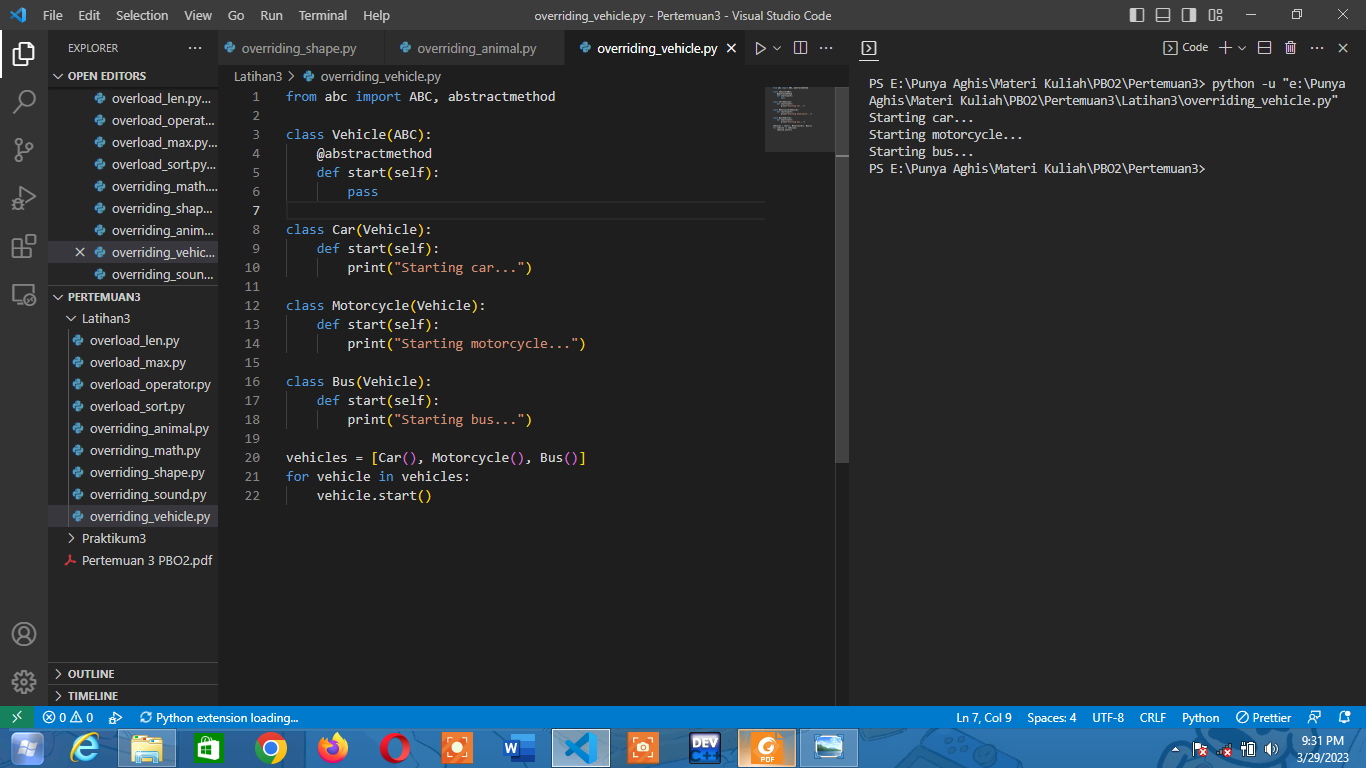 File Edit Selection View Go Run Terminal Help
overriding_vehicle.py - Pertemuan3 - Visual Studio Code
EXPLORER
OPEN EDITORS
overload_len.py...
overload_operat...
overload_max.py...
overload_sort.py...
overriding_math....
overriding_shap...
overriding_anim...
overriding_vehic...
overriding_soun...
PERTEMUAN3
Latihan3
overload_len.py
overload_max.py
overload_operator.py
overload_sort.py
overriding_animal.py
overriding_math.py
overriding_shape.py
overriding_sound.py
overriding_vehicle.py
Praktikum3
Pertemuan 3 PBO2.pdf
OUTLINE
TIMELINE
overriding_shape.py overriding_animal.py overriding_vehicle.py
Latihan3 > overriding_vehicle.py
1 from abc import ABC, abstractmethod
2
3 class Vehicle(ABC):
4 @abstractmethod
5 def start(self):
6 pass
7
8 class Car(Vehicle):
9 def start(self):
10 print("Starting car...")
11
12 class Motorcycle(Vehicle):
13 def start(self):
14 print("Starting motorcycle...")
15
16 class Bus(Vehicle):
17 def start(self):
18 print("Starting bus...")
19
20 vehicles = [Car(), Motorcycle(), Bus()]
21 for vehicle in vehicles:
22 vehicle.start()
Code
PS E:\Punya Aghis\Materi Kuliah\PBO2\Pertemuan3> python -u "e:\Punya
Aghis\Materi Kuliah\PBO2\Pertemuan3\Latihan3\overriding_vehicle.py"
Starting car...
Starting motorcycle...
Starting bus...
PS E:\Punya Aghis\Materi Kuliah\PBO2\Pertemuan3>
0 0 Python extension loading... Ln 7, Col 9 Spaces: 4 UTF-8 CRLF Python Prettier
W DEV C++ PDF
9:31 PM
3/29/2023